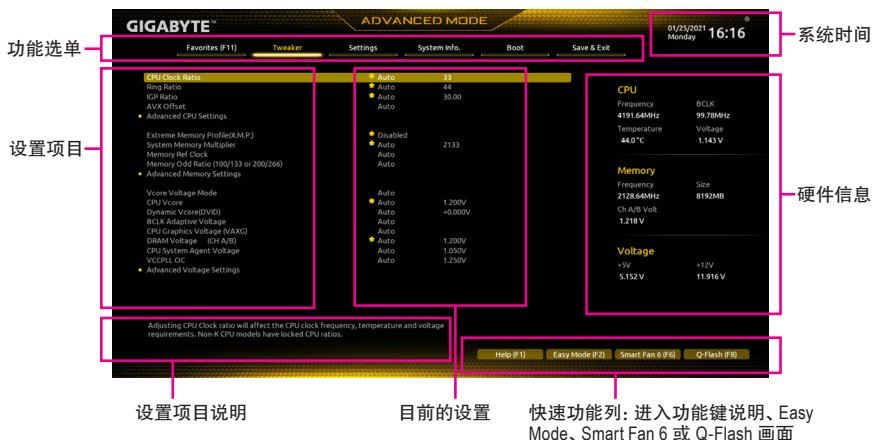 GIGABYTE™
ADVANCED MODE
01/25/2021
Monday
16:16
系统时间
功能选单
Favorites (F11) Tweaker Settings System Info. Boot Save & Exit
设置项目
CPU Clock Ratio Auto 33
Ring Ratio Auto 44
IGP Ratio Auto 30.00
AVX Offset Auto
Advanced CPU Settings
Extreme Memory Profile(X.M.P.) Disabled
System Memory Multiplier Auto 2133
Memory Ref Clock Auto
Memory Odd Ratio (100/133 or 200/266) Auto
Advanced Memory Settings
Vcore Voltage Mode Auto
CPU Vcore Auto 1.200V
Dynamic Vcore(DVID) Auto +0.000V
BCLK Adaptive Voltage Auto
CPU Graphics Voltage (VAXG) Auto
DRAM Voltage (CH A/B) Auto 1.200V
CPU System Agent Voltage Auto 1.050V
VCCPLL OC Auto 1.250V
Advanced Voltage Settings
CPU
Frequency BCLK
4191.64MHz 99.78MHz
Temperature Voltage
44.0 °C 1.143 V
Memory
Frequency Size
2128.64MHz 8192MB
Ch A/B Volt
1.218 V
Voltage
+5V +12V
5.152 V 11.916 V
硬件信息
Adjusting CPU Clock ratio will affect the CPU clock frequency, temperature and voltage
requirements. Non-K CPU models have locked CPU ratios.
Help (F1) Easy Mode (F2) Smart Fan 6 (F6) Q-Flash (F8)
设置项目说明
目前的设置
快速功能列: 进入功能键说明、Easy
Mode、Smart Fan 6 或 Q-Flash 画面